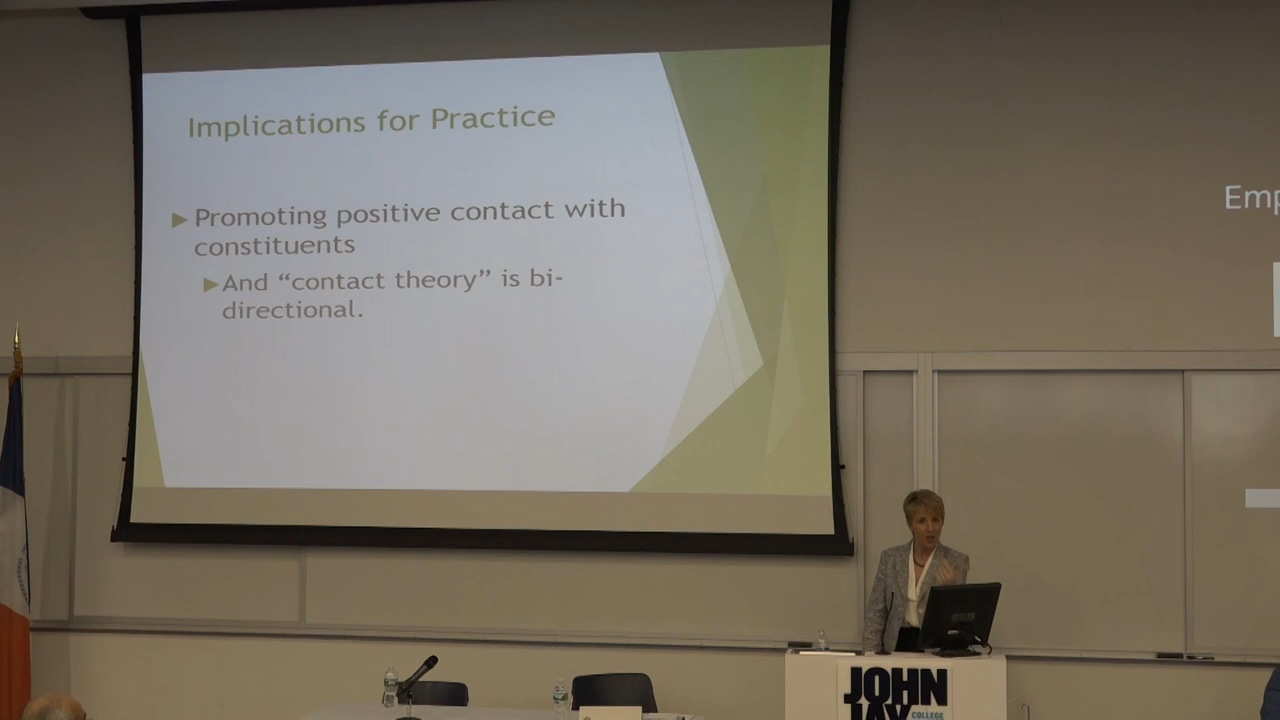 Implications for Practice
Promoting positive contact with
constituents
And “contact theory” is bi-
directional.
Emp
JOHN
JAY
COLLEGE